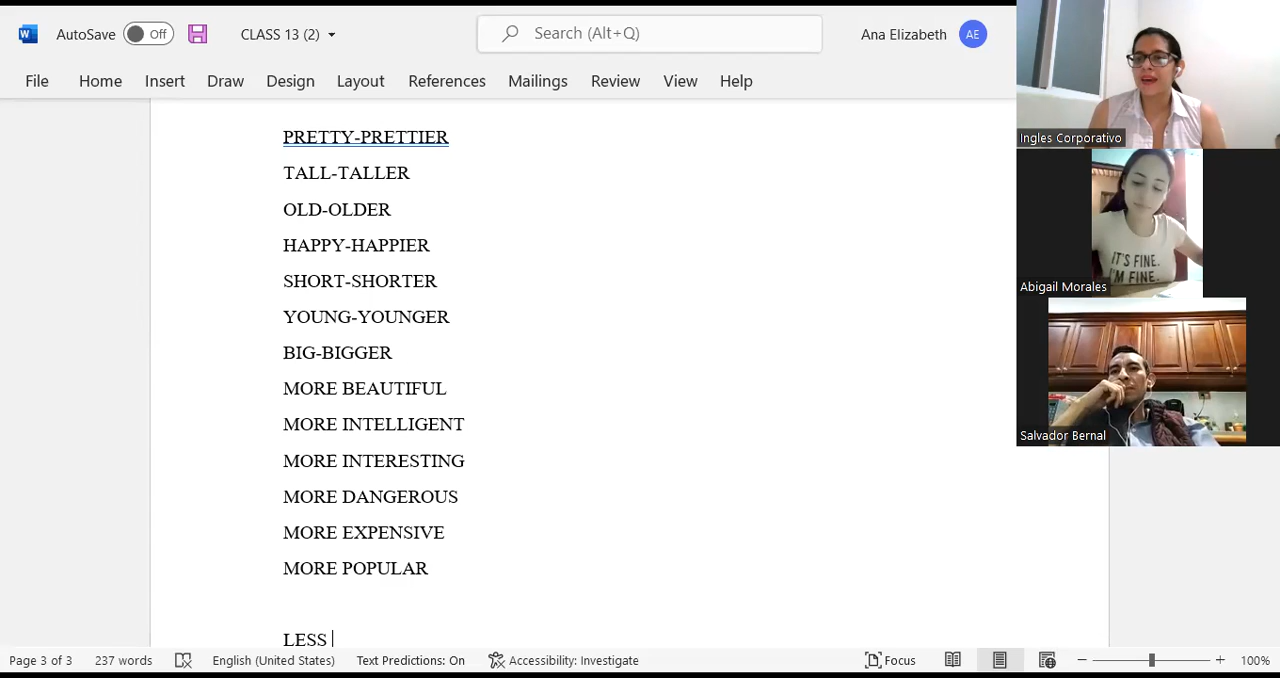 AutoSave Off CLASS 13 (2) Search (Alt+Q) Ana Elizabeth AE
File Home Insert Draw Design Layout References Mailings Review View Help
PRETTY-PRETTIER
TALL-TALLER
OLD-OLDER
HAPPY-HAPPIER
SHORT-SHORTER
YOUNG-YOUNGER
BIG-BIGGER
MORE BEAUTIFUL
MORE INTELLIGENT
MORE INTERESTING
MORE DANGEROUS
MORE EXPENSIVE
MORE POPULAR
LESS
Page 3 of 3 237 words English (United States) Text Predictions: On Accessibility: Investigate Focus 100%
Ingles Corporativo
IT'S FINE.
I'M FINE.
Abigail Morales
Salvador Bernal